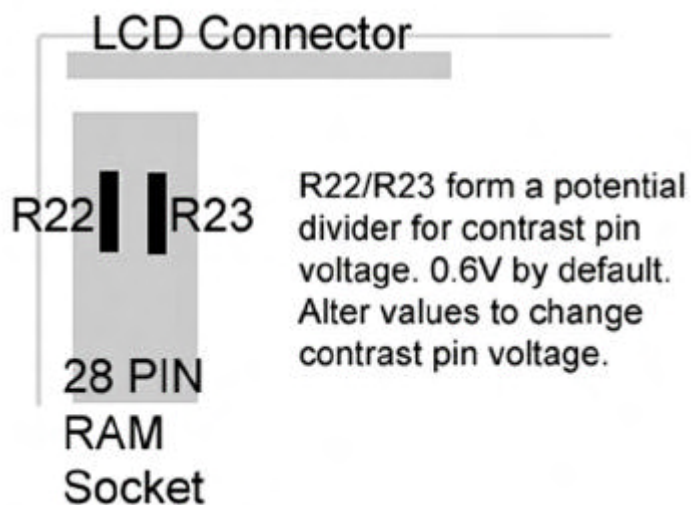 LCD Connector
R22
R23
R22/R23 form a potential
divider for contrast pin
voltage. 0.6V by default.
Alter values to change
contrast pin voltage.
28 PIN
RAM
Socket